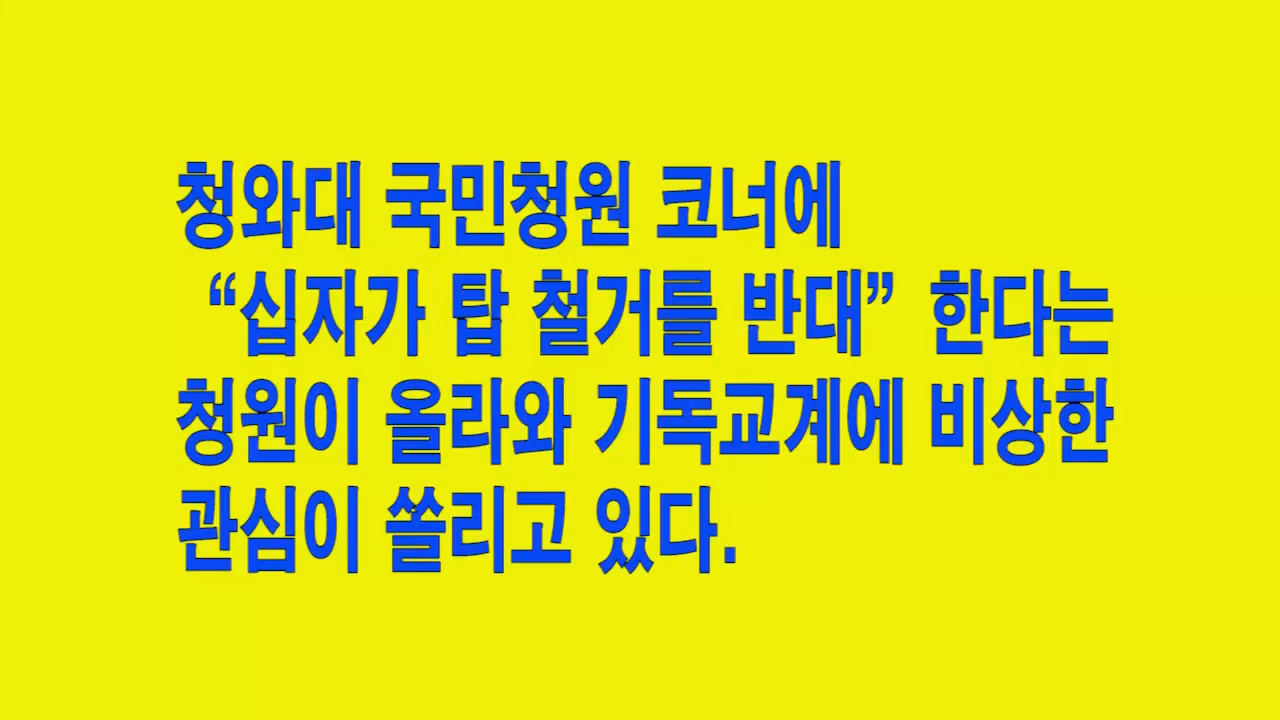 청와대 국민청원 코너에
“십자가 탑 철거를 반대” 한다는
청원이 올라와 기독교계에 비상한
관심이 쏠리고 있다.